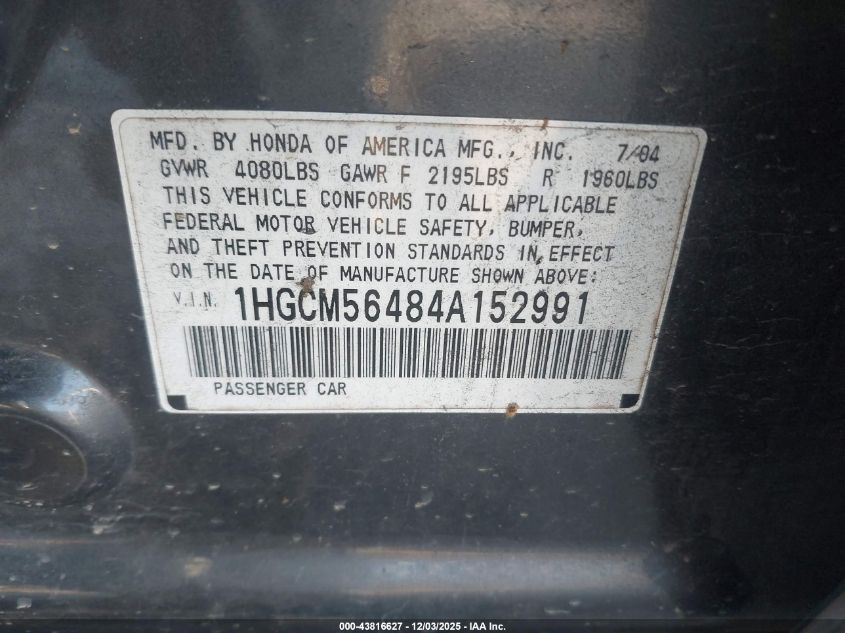 MFD. BY HONDA OF AMERICA MFG., INC. 7/04
GVWR 4080LBS GAWR F 2195LBS R 1960LBS
THIS VEHICLE CONFORMS TO ALL APPLICABLE
FEDERAL MOTOR VEHICLE SAFETY, BUMPER,
AND THEFT PREVENTION STANDARDS IN EFFECT
ON THE DATE OF MANUFACTURE SHOWN ABOVE:
V.I.N. 1HGCM56484A152991
PASSENGER CAR
000-43816627 - 12/03/2025 - IAA Inc.